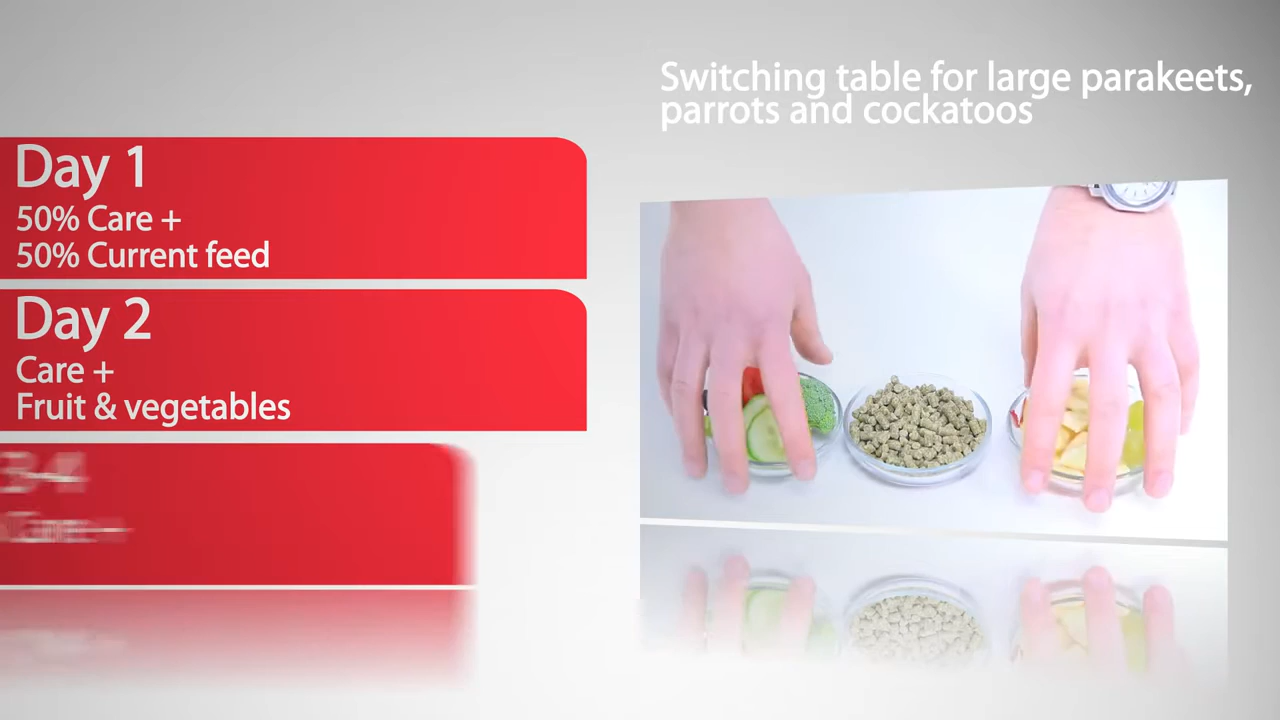 Switching table for large parakeets,
parrots and cockatoos
Day 1
50% Care +
50% Current feed
Day 2
Care +
Fruit & vegetables